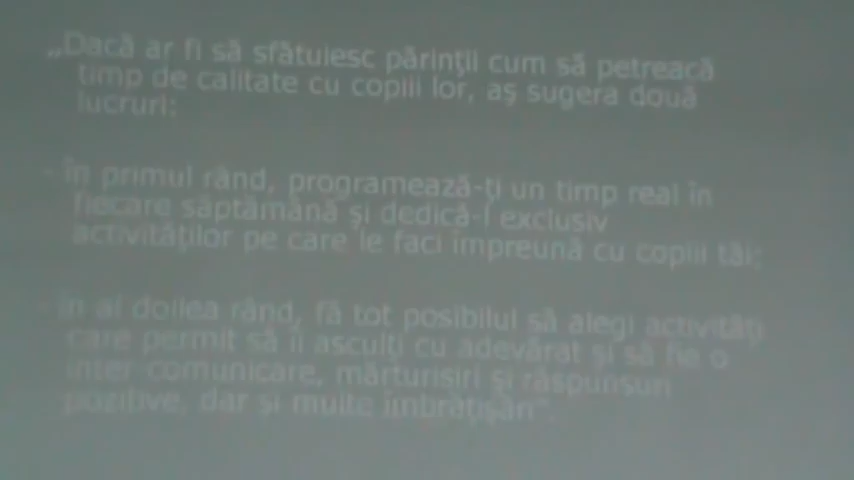 „Dacă ar fi să sfătuiesc părinţii cum să petreacă
timp de calitate cu copiii lor, aş sugera două
lucruri:
- în primul rând, programează-ţi un timp real în
fiecare săptămână şi dedică-l exclusiv
activităţilor pe care le faci împreună cu copiii tăi;
- în al doilea rând, fă tot posibilul să alegi activităţi
care permit să îi asculţi cu adevărat şi să fie o
inter-comunicare, mărturisiri şi răspunsuri
pozitive, dar şi multe îmbrăţişări”.